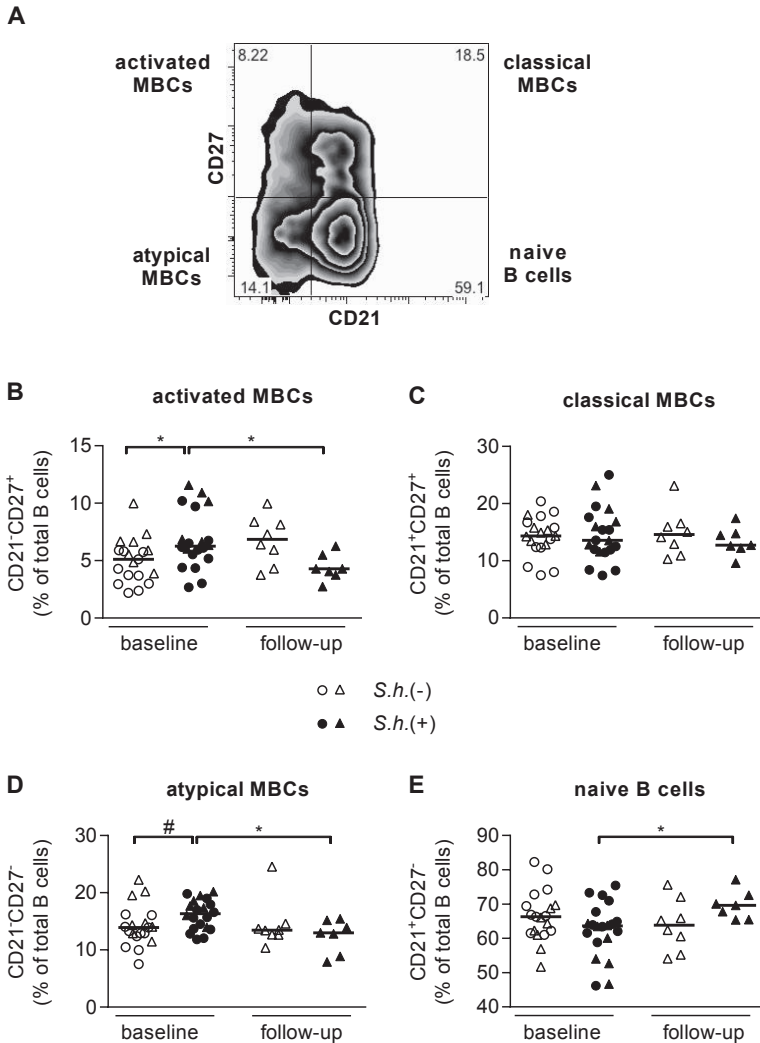 A
activated MBCs
8.22
18.5
classical MBCs
CD27
atypical MBCs
14.1
59.1
naive B cells
CD21
B
activated MBCs
CD21-CD27+
(% of total B cells)
15
10
5
0
*
*
baseline
follow-up
C
classical MBCs
CD21+CD27+
(% of total B cells)
30
20
10
0
baseline
follow-up
S.h.(-)
S.h.(+)
D
atypical MBCs
CD21-CD27-
(% of total B cells)
30
20
10
0
#
*
baseline
follow-up
E
naive B cells
CD21+CD27-
(% of total B cells)
90
80
70
60
50
40
*
baseline
follow-up